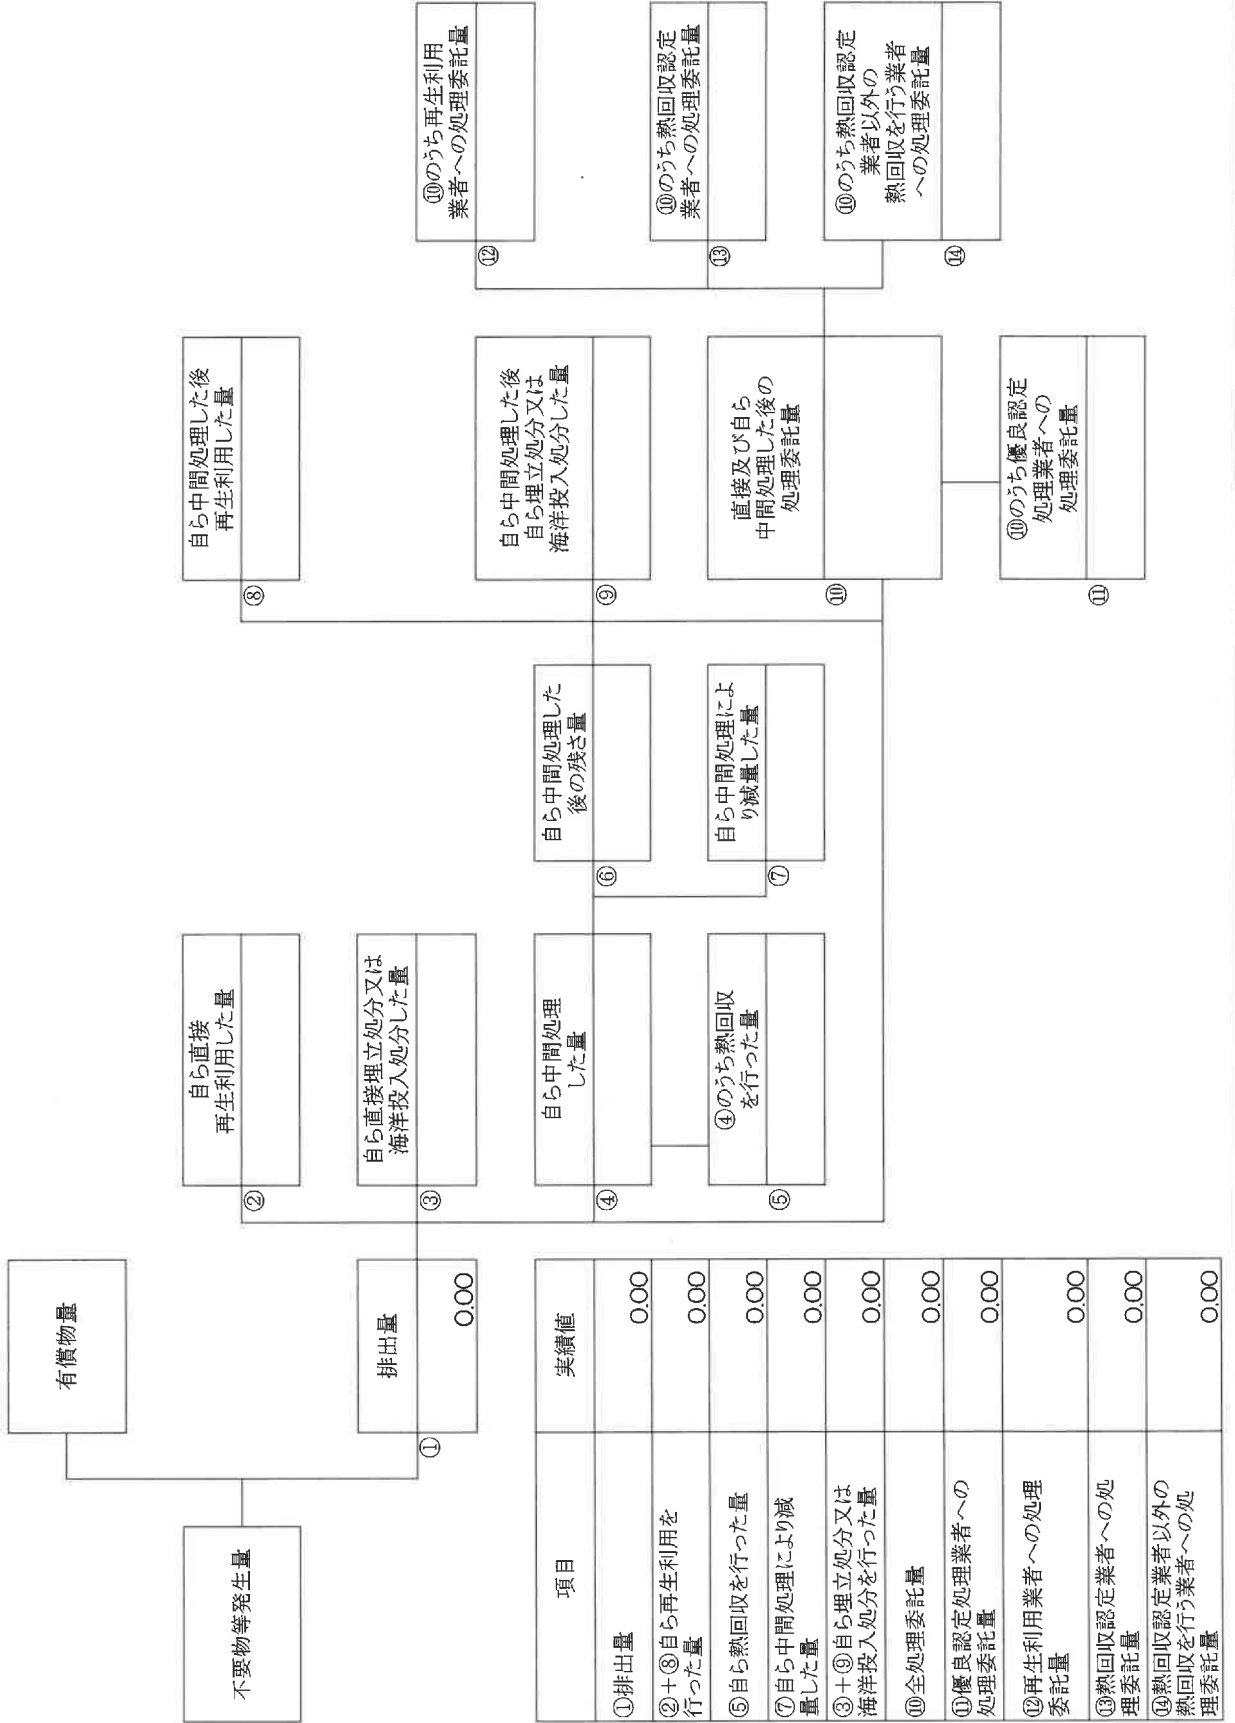 有償物量
不要物等発生量
排出量
①
0.00
自ら直接
再生利用した量
②
自ら直接埋立処分又は
海洋投入処分した量
③
自ら中間処理
した量
④
④のうち熱回収
を行った量
⑤
自ら中間処理した
後の残さ量
⑥
自ら中間処理によ
り減量した量
⑦
自ら中間処理した後
再生利用した量
⑧
自ら中間処理した後
自ら埋立処分又は
海洋投入処分した量
⑨
直接及び自ら
中間処理した後の
処理委託量
⑩
⑩のうち優良認定
処理業者への
処理委託量
⑪
⑩のうち再生利用
業者への処理委託量
⑫
⑩のうち熱回収認定
業者への処理委託量
⑬
⑩のうち熱回収認定
業者以外の
熱回収を行う業者
への処理委託量
⑭
項目 実績値
①排出量 0.00
②＋⑧自ら再生利用を
行った量 0.00
⑤自ら熱回収を行った量 0.00
⑦自ら中間処理により減
量した量 0.00
③＋⑨自ら埋立処分又は
海洋投入処分を行った量 0.00
⑩全処理委託量 0.00
⑪優良認定処理業者への
処理委託量 0.00
⑫再生利用業者への処理
委託量 0.00
⑬熱回収認定業者への処
理委託量 0.00
⑭熱回収認定業者以外の
熱回収を行う業者への処
理委託量 0.00